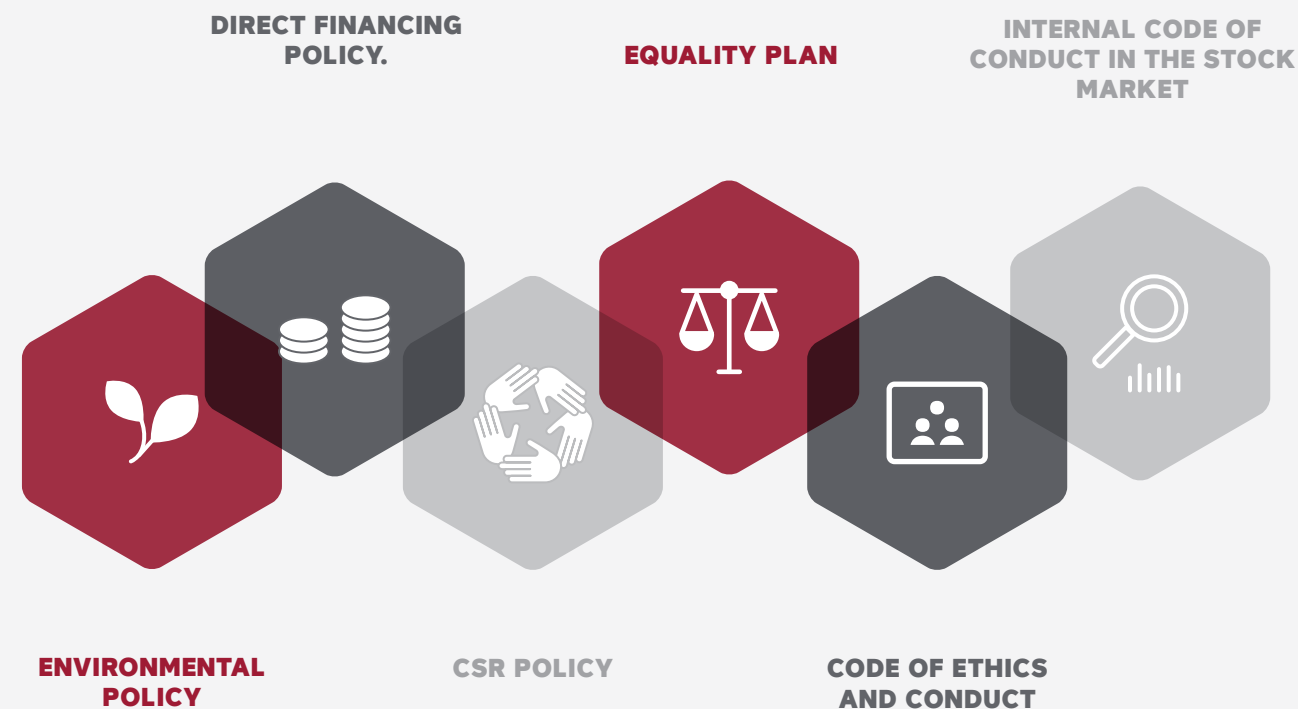 DIRECT FINANCING
POLICY.
EQUALITY PLAN
INTERNAL CODE OF
CONDUCT IN THE STOCK
MARKET
ENVIRONMENTAL
POLICY
CSR POLICY
CODE OF ETHICS
AND CONDUCT